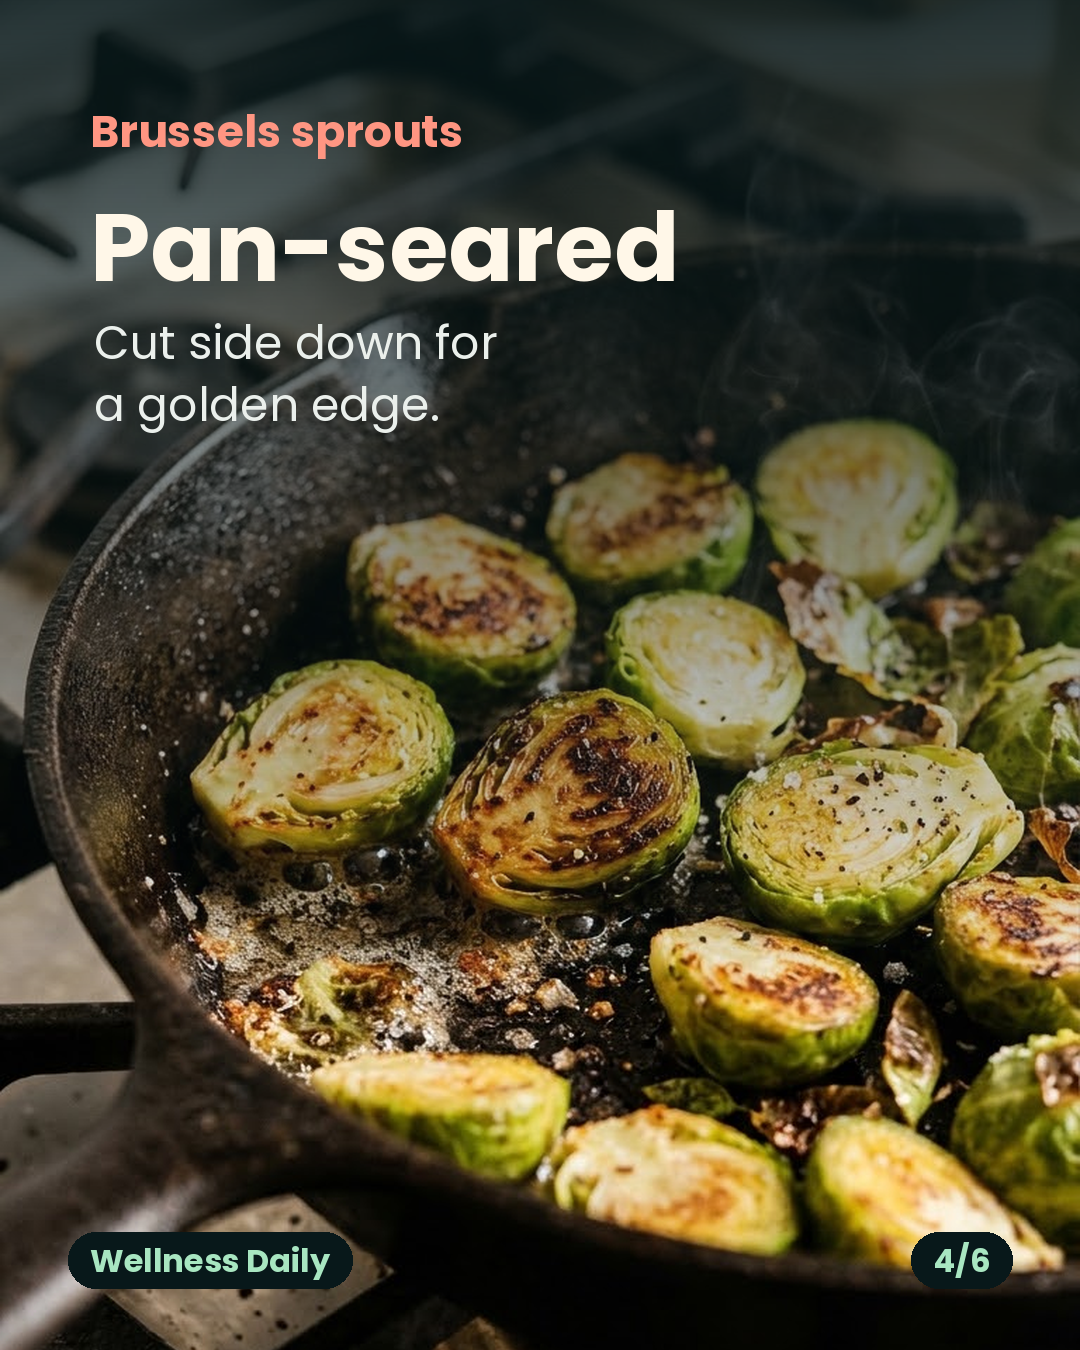 Brussels sprouts
Pan-seared
Cut side down for
a golden edge.
Wellness Daily
4/6